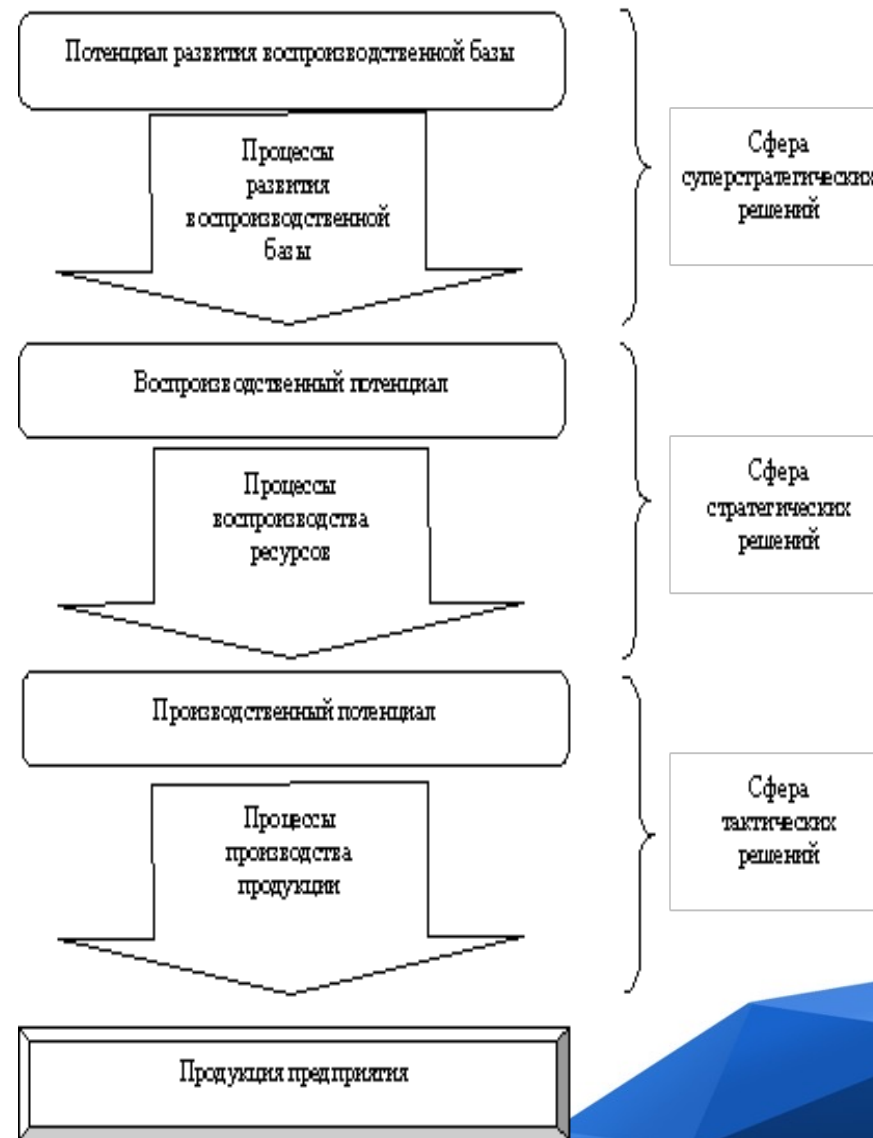 Потенциал развития воспроизводственной базы
Процессы
развития
воспроизводственной
базы
Сфера
суперстратегических
решений
Воспроизводственный потенциал
Процессы
воспроизводства
ресурсов
Сфера
стратегических
решений
Производственный потенциал
Процессы
производства
продукции
Сфера
тактических
решений
Продукция предприятия